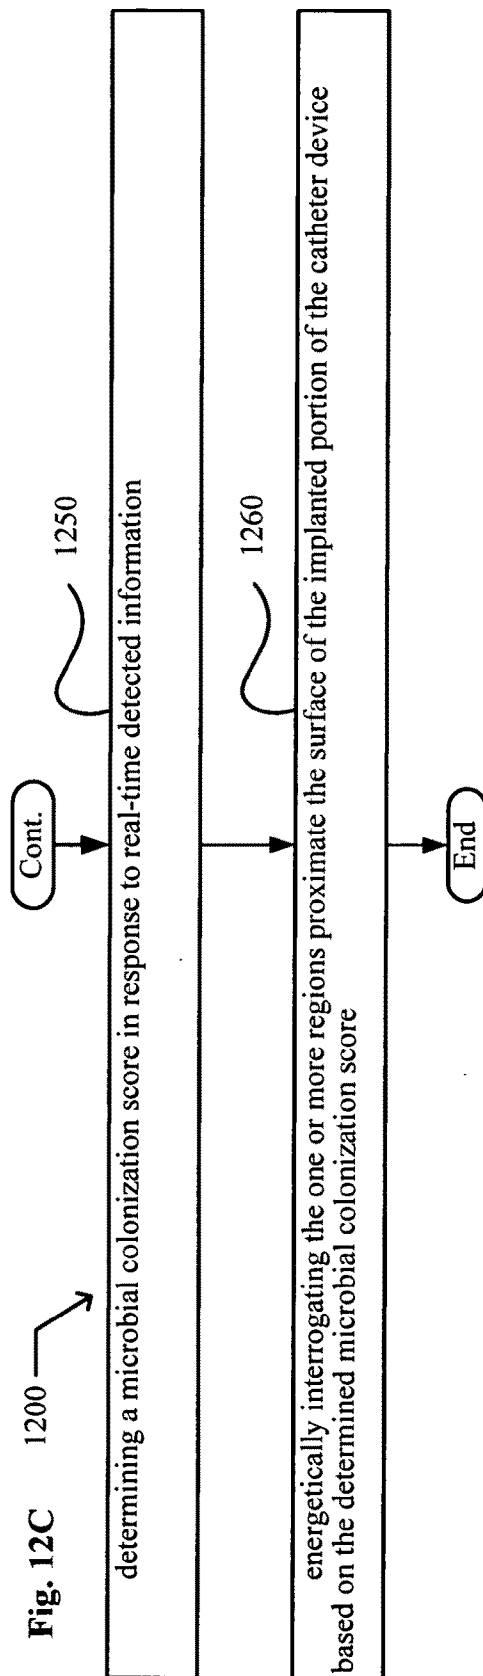 Fig. 12C
1200
Cont.
1250
determining a microbial colonization score in response to real-time detected information
1260
energetically interrogating the one or more regions proximate the surface of the implanted portion of the catheter device
based on the determined microbial colonization score
End